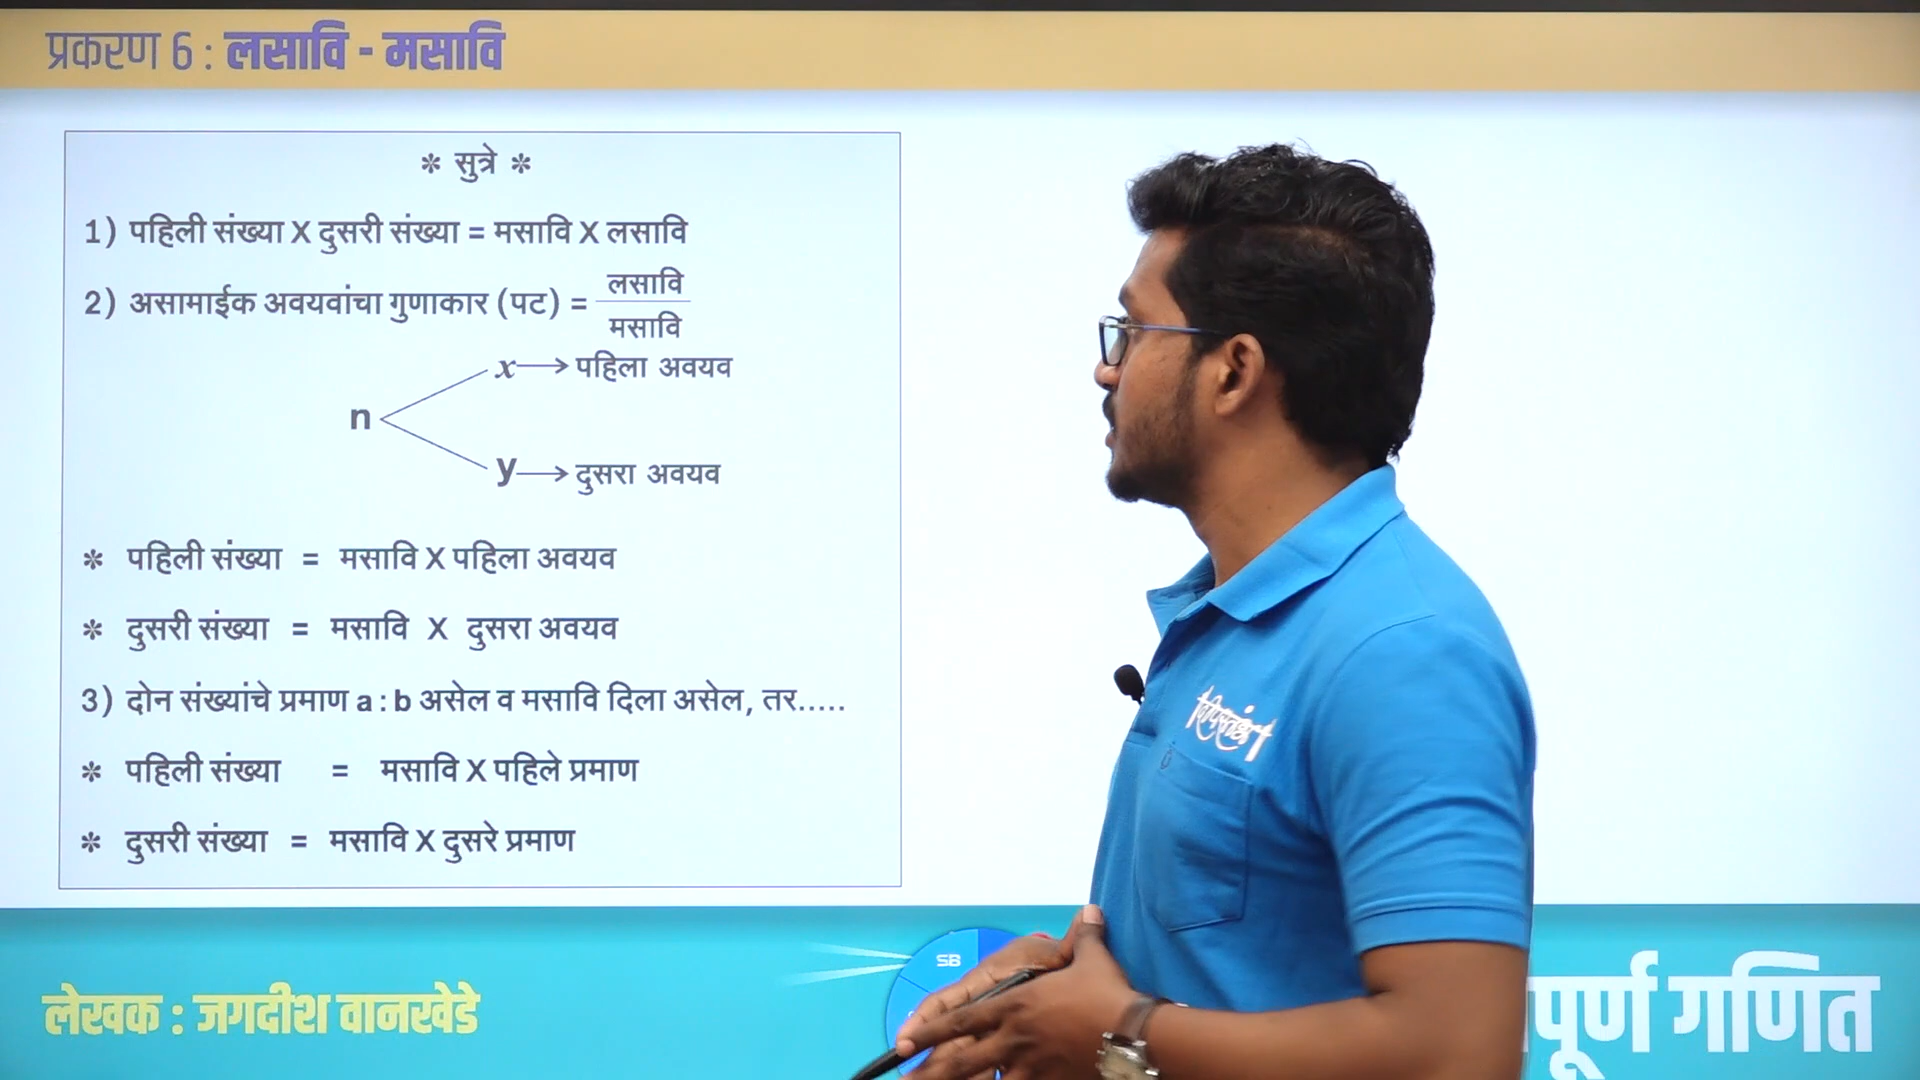 प्रकरण 6 : लसावि - मसावि
* सुत्रे *
1) पहिली संख्या X दुसरी संख्या = मसावि X लसावि
2) असामाईक अवयवांचा गुणाकार (पट) = लसावि
मसावि
x → पहिला अवयव
n
y → दुसरा अवयव
* पहिली संख्या = मसावि X पहिला अवयव
* दुसरी संख्या = मसावि X दुसरा अवयव
3) दोन संख्यांचे प्रमाण a : b असेल व मसावि दिला असेल, तर.....
* पहिली संख्या = मसावि X पहिले प्रमाण
* दुसरी संख्या = मसावि X दुसरे प्रमाण
SB
लेखक : जगदीश वानखेडे
पूर्ण गणित